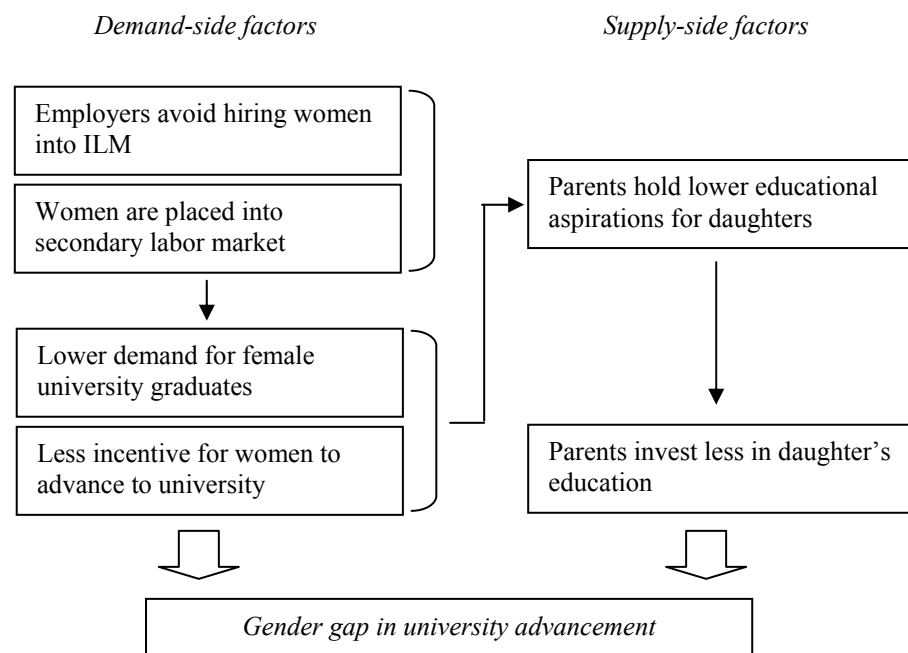 Demand-side factors
Supply-side factors
Employers avoid hiring women
into ILM
Women are placed into
secondary labor market
Lower demand for female
university graduates
Less incentive for women to
advance to university
Parents hold lower educational
aspirations for daughters
Parents invest less in daughter’s
education
Gender gap in university advancement